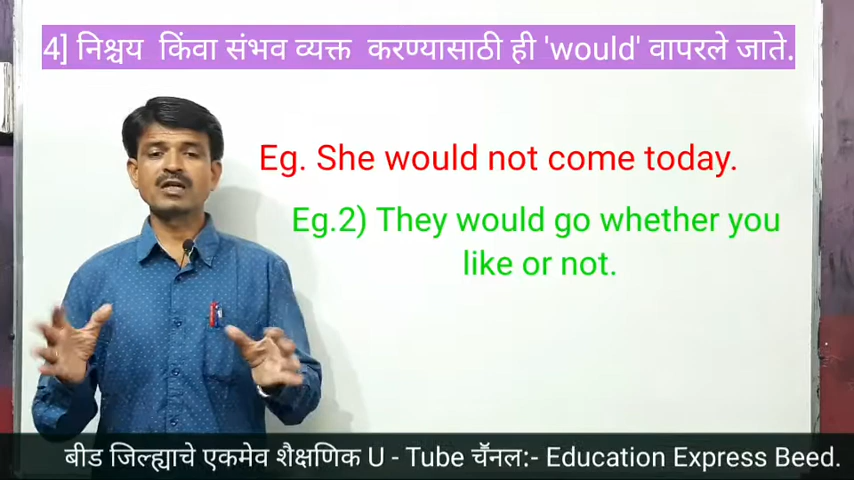 4] निश्चय किंवा संभव व्यक्त करण्यासाठी ही 'would' वापरले जाते.
Eg. She would not come today.
Eg.2) They would go whether you
like or not.
बीड जिल्ह्याचे एकमेव शैक्षणिक U - Tube चॅनल:- Education Express Beed.